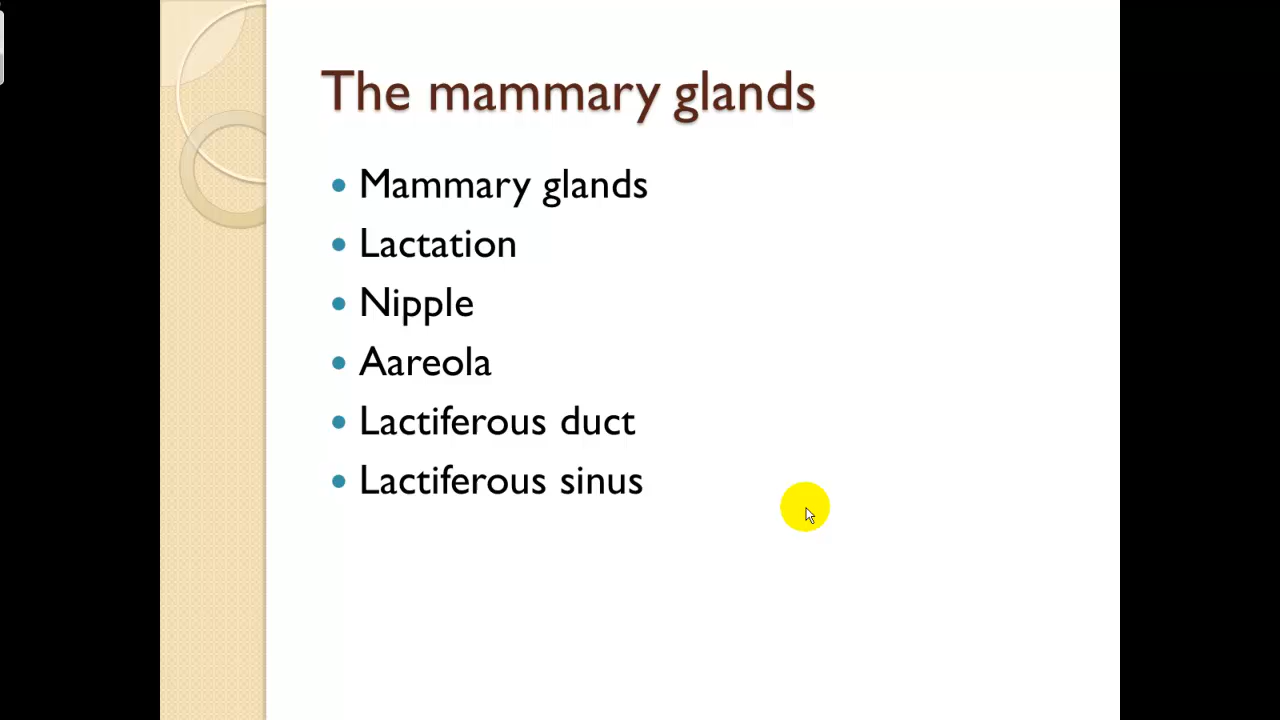 The mammary glands
• Mammary glands
• Lactation
• Nipple
• Aareola
• Lactiferous duct
• Lactiferous sinus